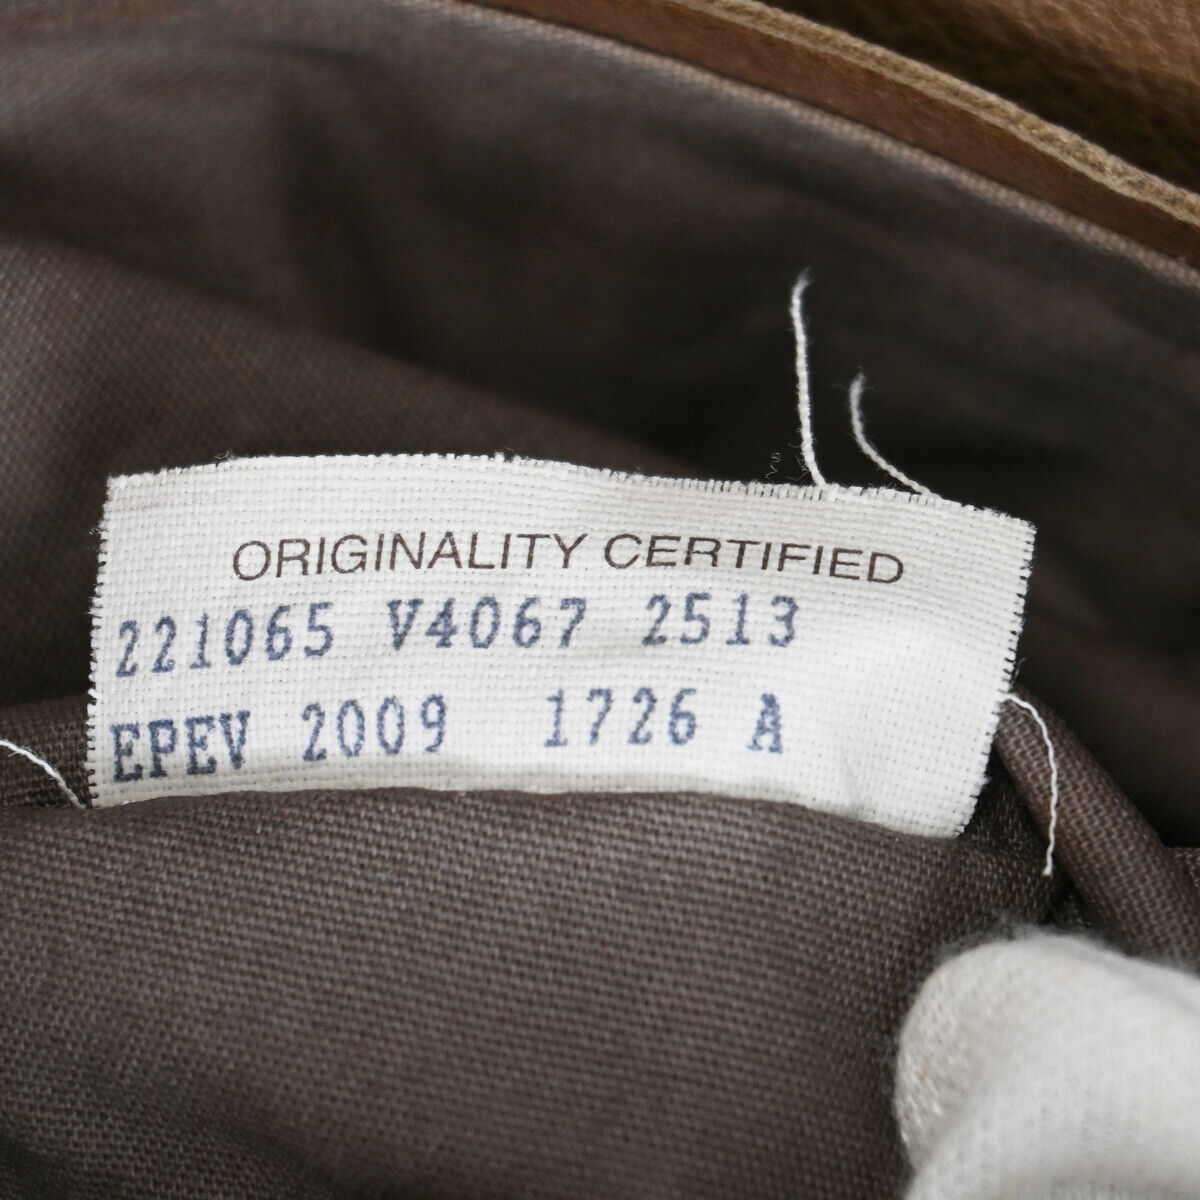 ORIGINALITY CERTIFIED
221065 V4067 2513
EPEV 2009 1726 A